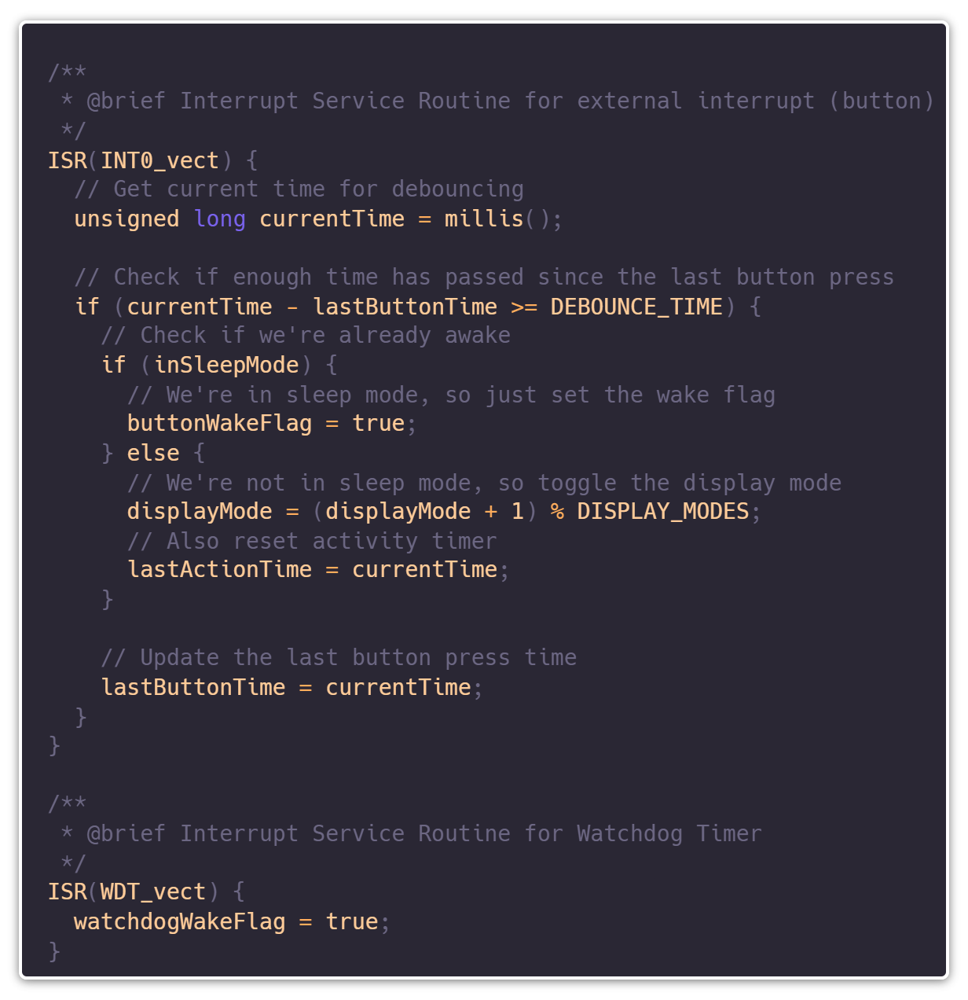 /**
 * @brief Interrupt Service Routine for external interrupt (button)
 */
ISR(INT0_vect) {
  // Get current time for debouncing
  unsigned long currentTime = millis();

  // Check if enough time has passed since the last button press
  if (currentTime - lastButtonTime >= DEBOUNCE_TIME) {
    // Check if we're already awake
    if (inSleepMode) {
      // We're in sleep mode, so just set the wake flag
      buttonWakeFlag = true;
    } else {
      // We're not in sleep mode, so toggle the display mode
      displayMode = (displayMode + 1) % DISPLAY_MODES;
      // Also reset activity timer
      lastActionTime = currentTime;
    }

    // Update the last button press time
    lastButtonTime = currentTime;
  }
}

/**
 * @brief Interrupt Service Routine for Watchdog Timer
 */
ISR(WDT_vect) {
  watchdogWakeFlag = true;
}